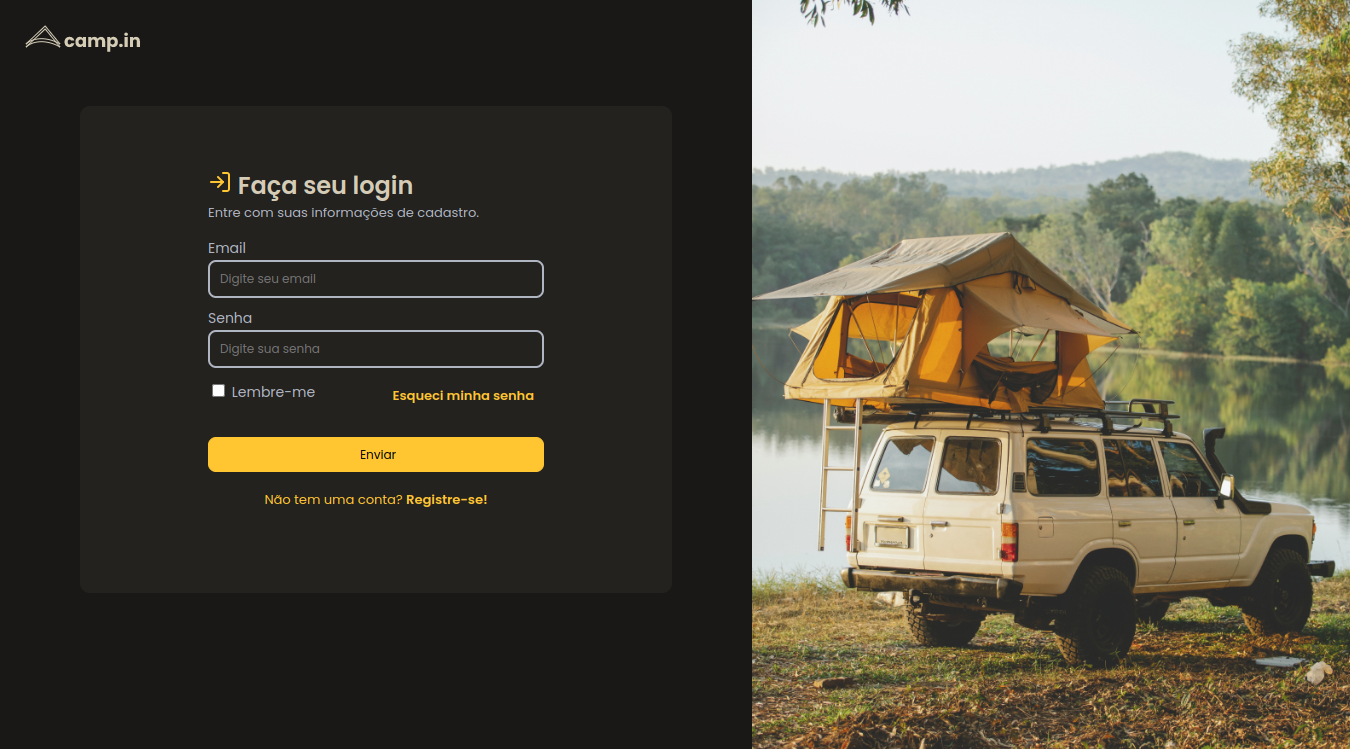 camp.in
Faça seu login
Entre com suas informações de cadastro.
Email
Digite seu email
Senha
Digite sua senha
Lembre-me
Esqueci minha senha
Enviar
Não tem uma conta? Registre-se!